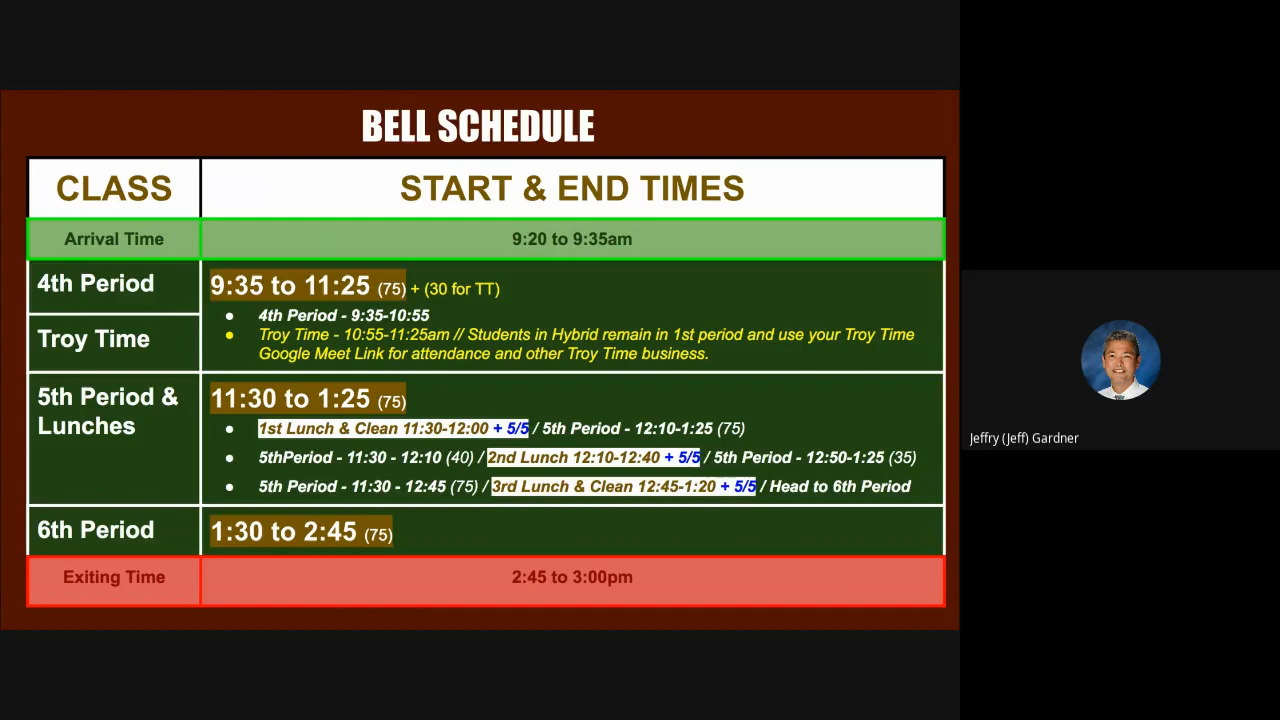 BELL SCHEDULE
CLASS START & END TIMES
Arrival Time 9:20 to 9:35am
4th Period 9:35 to 11:25 (75) + (30 for TT)
● 4th Period - 9:35-10:55
Troy Time ● Troy Time - 10:55-11:25am // Students in Hybrid remain in 1st period and use your Troy Time
Google Meet Link for attendance and other Troy Time business.
5th Period & 11:30 to 1:25 (75)
Lunches ● 1st Lunch & Clean 11:30-12:00 + 5/5 / 5th Period - 12:10-1:25 (75)
● 5thPeriod - 11:30 - 12:10 (40) / 2nd Lunch 12:10-12:40 + 5/5 / 5th Period - 12:50-1:25 (35)
● 5th Period - 11:30 - 12:45 (75) / 3rd Lunch & Clean 12:45-1:20 + 5/5 / Head to 6th Period
6th Period 1:30 to 2:45 (75)
Exiting Time 2:45 to 3:00pm
Jeffry (Jeff) Gardner